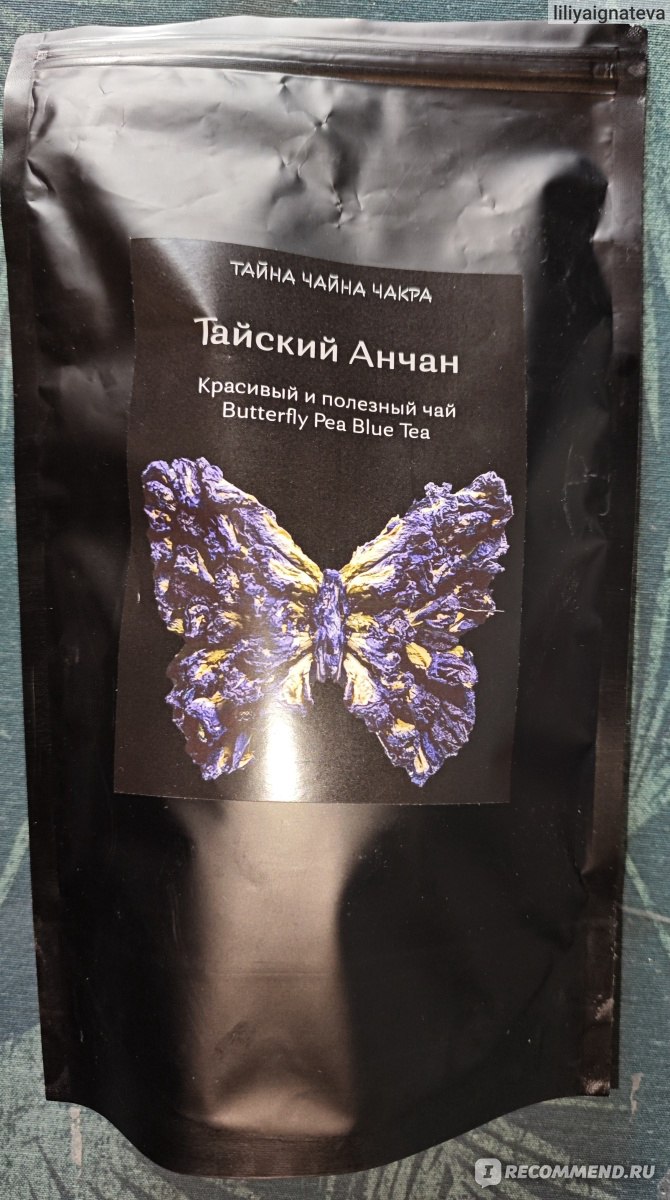 liliyaignateva
ТАЙНА ЧАЙНА ЧАКРА
Тайский Анчан
Красивый и полезный чай
Butterfly Pea Blue Tea
RECOMMEND.RU